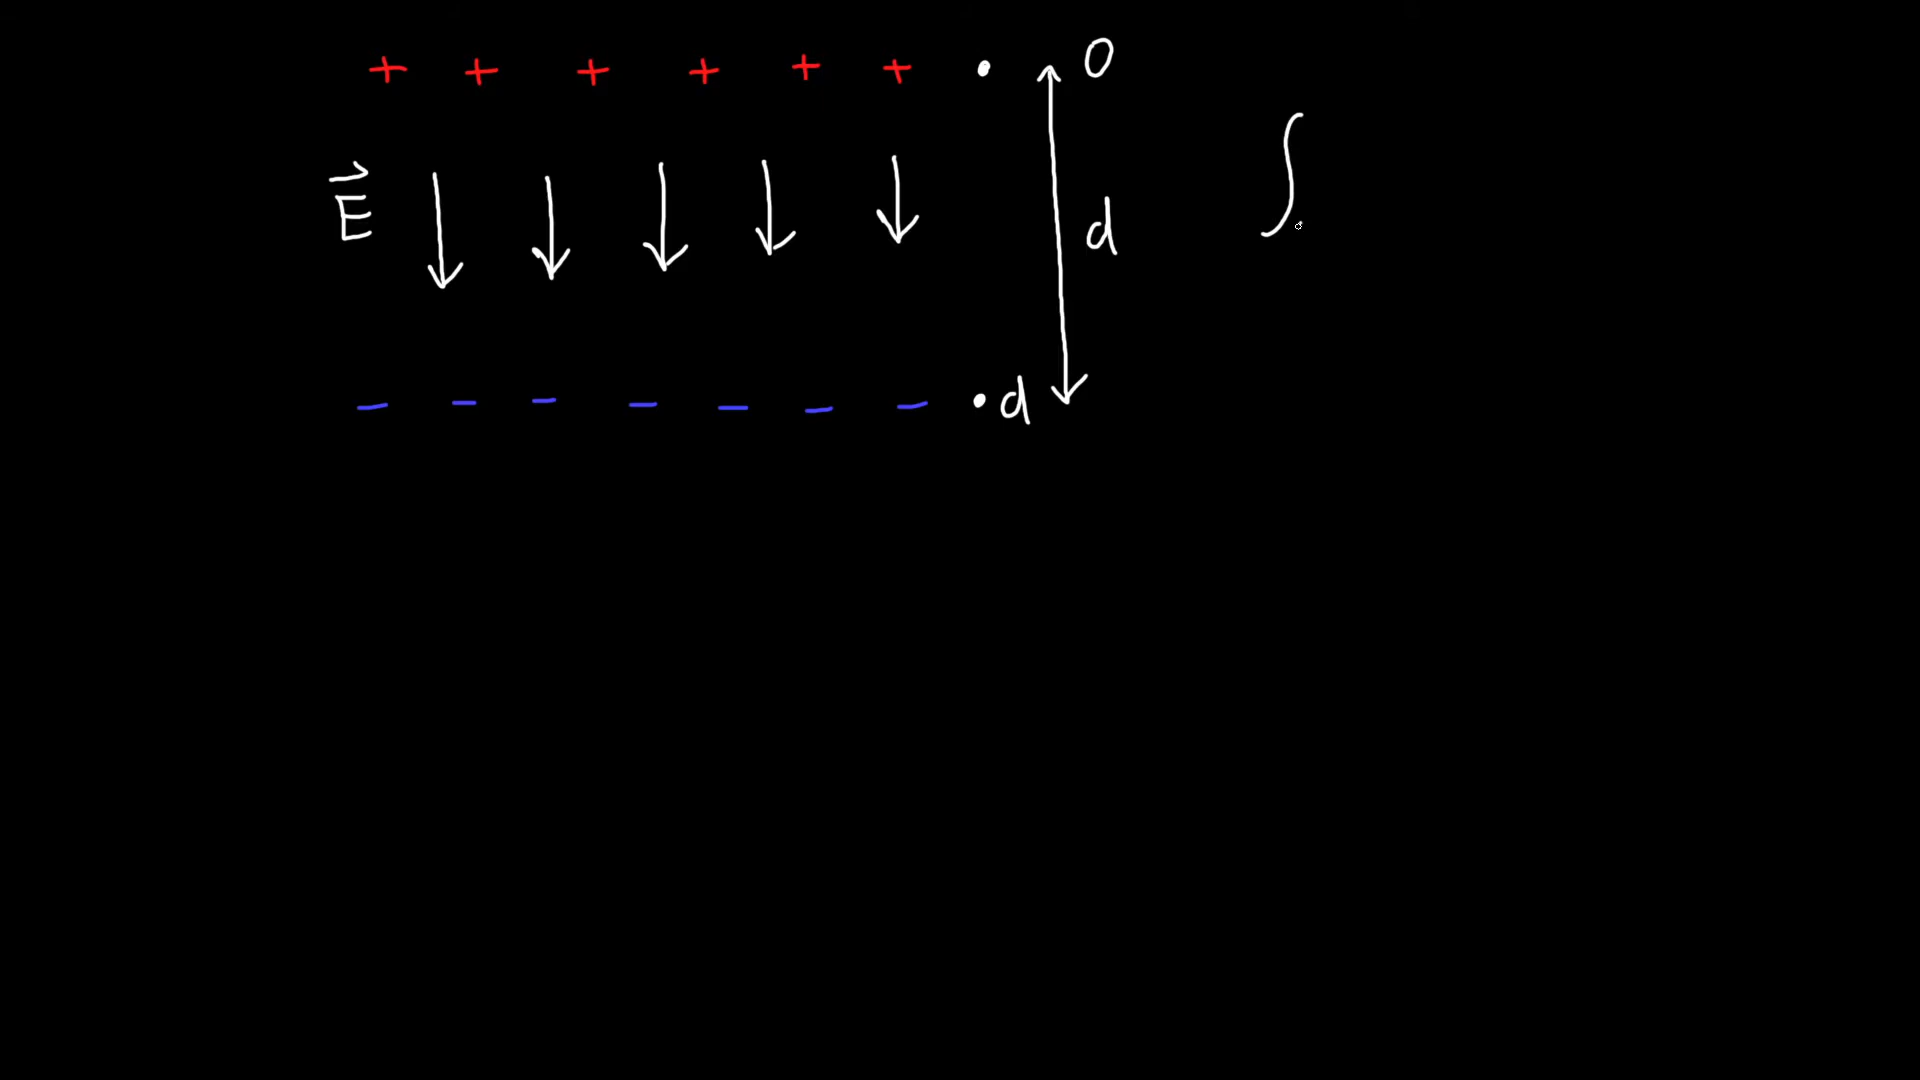 + + + + + + 0
E⃗ d ∫
- - - - - - - d